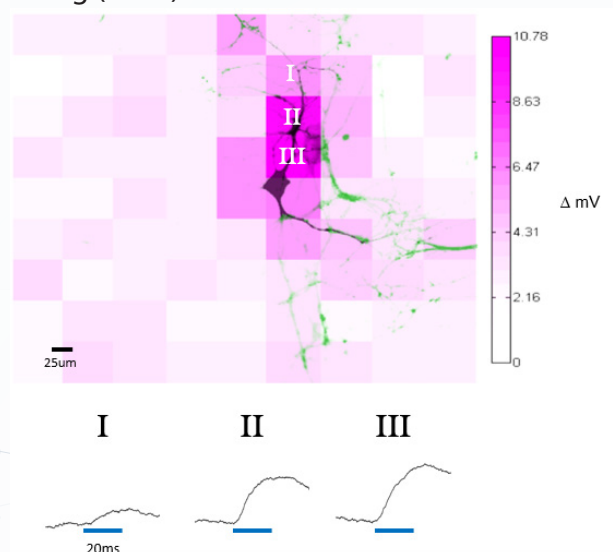 I
II
III
10.78
8.63
6.47
4.31
2.16
0
Δ mV
25um
I
II
III
20ms